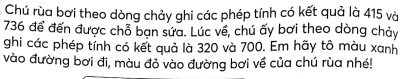 Chú rùa bơi theo dòng chảy ghi các phép tính có kết quả là 415 và
736 để đến được chỗ bạn sứa. Lúc về, chú ấy bơi theo dòng chảy
ghi các phép tính có kết quả là 320 và 700. Em hãy tô màu xanh
vào đường bơi đi, màu đỏ vào đường bơi về của chú rùa nhé!